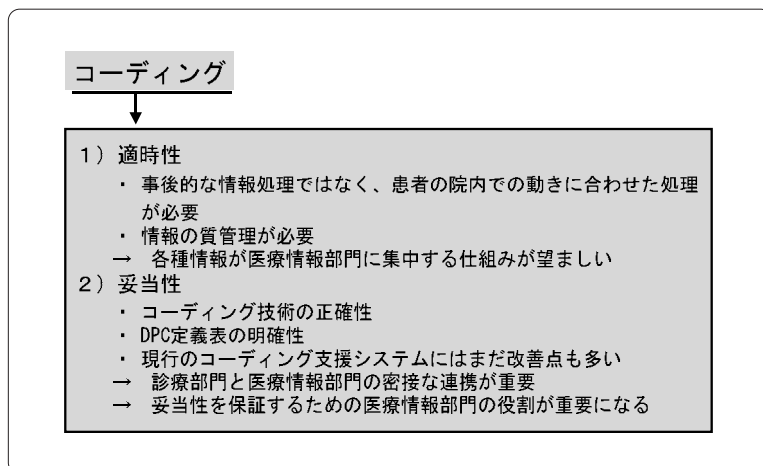 コーディング
１）適時性
・ 事後的な情報処理ではなく、患者の院内での動きに合わせた処理
が必要
・ 情報の質管理が必要
→ 各種情報が医療情報部門に集中する仕組みが望ましい
２）妥当性
・ コーディング技術の正確性
・ DPC定義表の明確性
・ 現行のコーディング支援システムにはまだ改善点も多い
→ 診療部門と医療情報部門の密接な連携が重要
→ 妥当性を保証するための医療情報部門の役割が重要になる